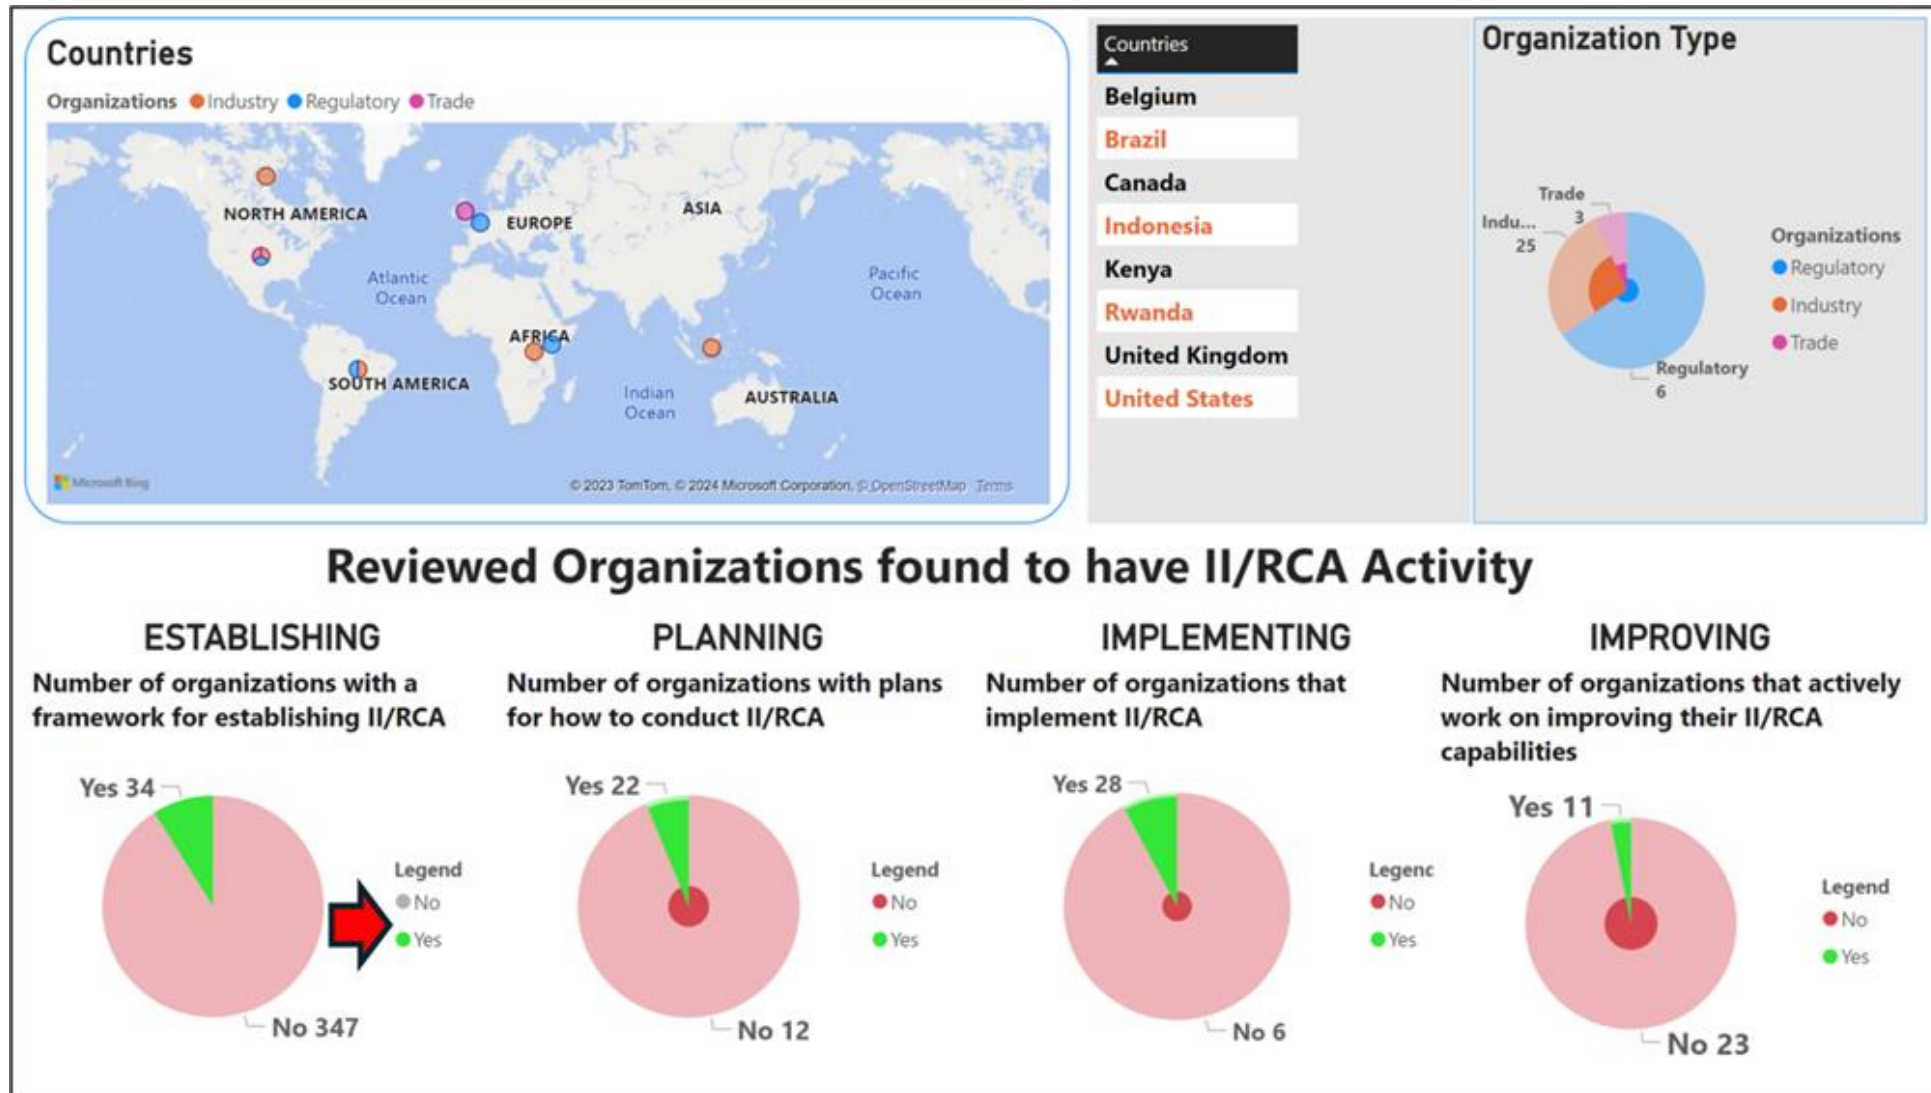 Countries
Organizations Industry Regulatory Trade
NORTH AMERICA
EUROPE
ASIA
Atlantic
Ocean
Pacific
Ocean
AFRICA
SOUTH AMERICA
Indian
Ocean
AUSTRALIA
Microsoft Bing
© 2023 TomTom, © 2024 Microsoft Corporation, © OpenStreetMap Terms
Countries
Belgium
Brazil
Canada
Indonesia
Kenya
Rwanda
United Kingdom
United States
Organization Type
Trade
3
Indu...
25
Regulatory
6
Organizations
Regulatory
Industry
Trade
Reviewed Organizations found to have II/RCA Activity
ESTABLISHING
Number of organizations with a
framework for establishing II/RCA
Yes 34
No 347
Legend
No
Yes
PLANNING
Number of organizations with plans
for how to conduct II/RCA
Yes 22
No 12
Legend
No
Yes
IMPLEMENTING
Number of organizations that
implement II/RCA
Yes 28
No 6
Legenc
No
Yes
IMPROVING
Number of organizations that actively
work on improving their II/RCA
capabilities
Yes 11
No 23
Legend
No
Yes